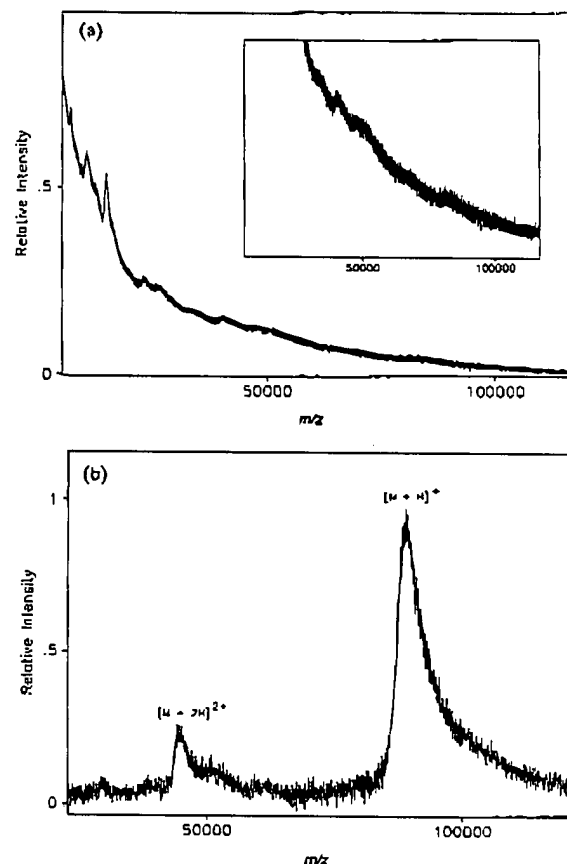 (a)
Relative Intensity
.5
0
50000
100000
50000
100000
m/z
(b)
[M + H]⁺
1
Relative Intensity
.5
[M + 2H]²⁺
0
50000
100000
m/z